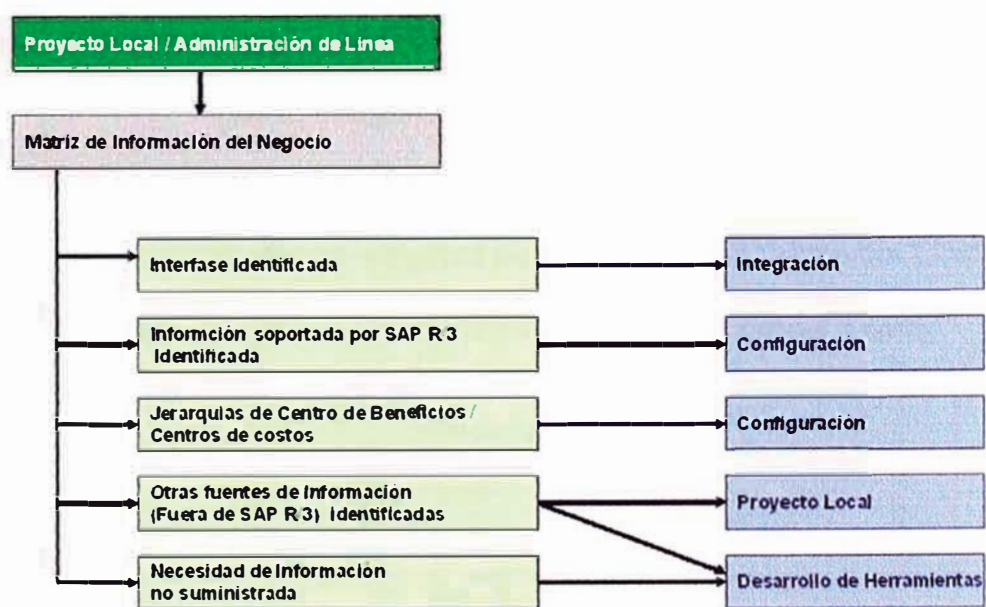 Proyecto Local / Administración de Línea
Matríz de Información del Negocio
Interfase Identificada
Integración
Informción soportada por SAP R/3
Identificada
Configuración
Jerarquías de Centro de Beneficios /
Centros de costos
Configuración
Otras fuentes de Información
(Fuera de SAP R/3) Identificadas
Proyecto Local
Necesidad de Información
no suministrada
Desarrollo de Herramientas